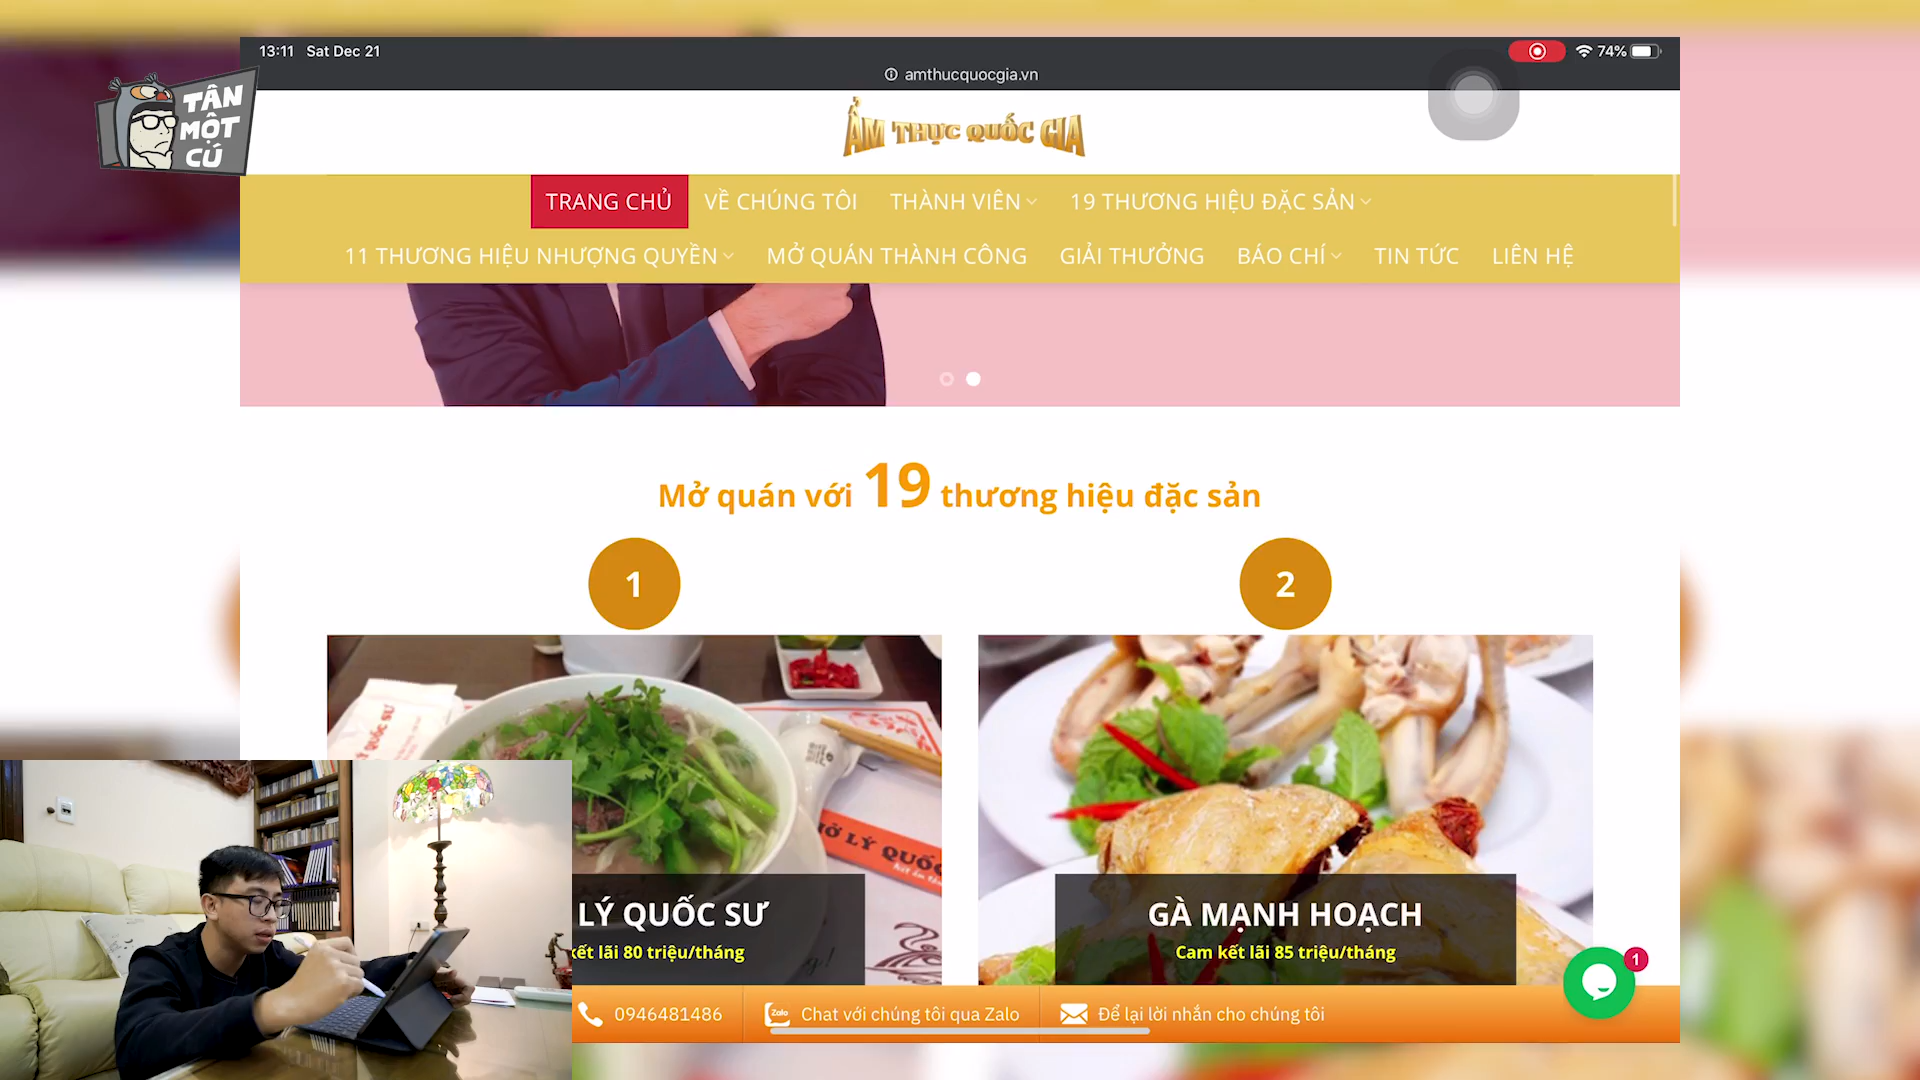 13:11 Sat Dec 21
74%
amthucquocgia.vn
TÂN
MỘT
CÚ
ẨM THỰC QUỐC GIA
TRANG CHỦ VỀ CHÚNG TÔI THÀNH VIÊN 19 THƯƠNG HIỆU ĐẶC SẢN
11 THƯƠNG HIỆU NHƯỢNG QUYỀN MỞ QUÁN THÀNH CÔNG GIẢI THƯỞNG BÁO CHÍ TIN TỨC LIÊN HỆ
Mở quán với 19 thương hiệu đặc sản
1
2
LÝ QUỐC SƯ
kết lãi 80 triệu/tháng
GÀ MẠNH HOẠCH
Cam kết lãi 85 triệu/tháng
1
0946481486
Zalo
Chat với chúng tôi qua Zalo
Để lại lời nhắn cho chúng tôi